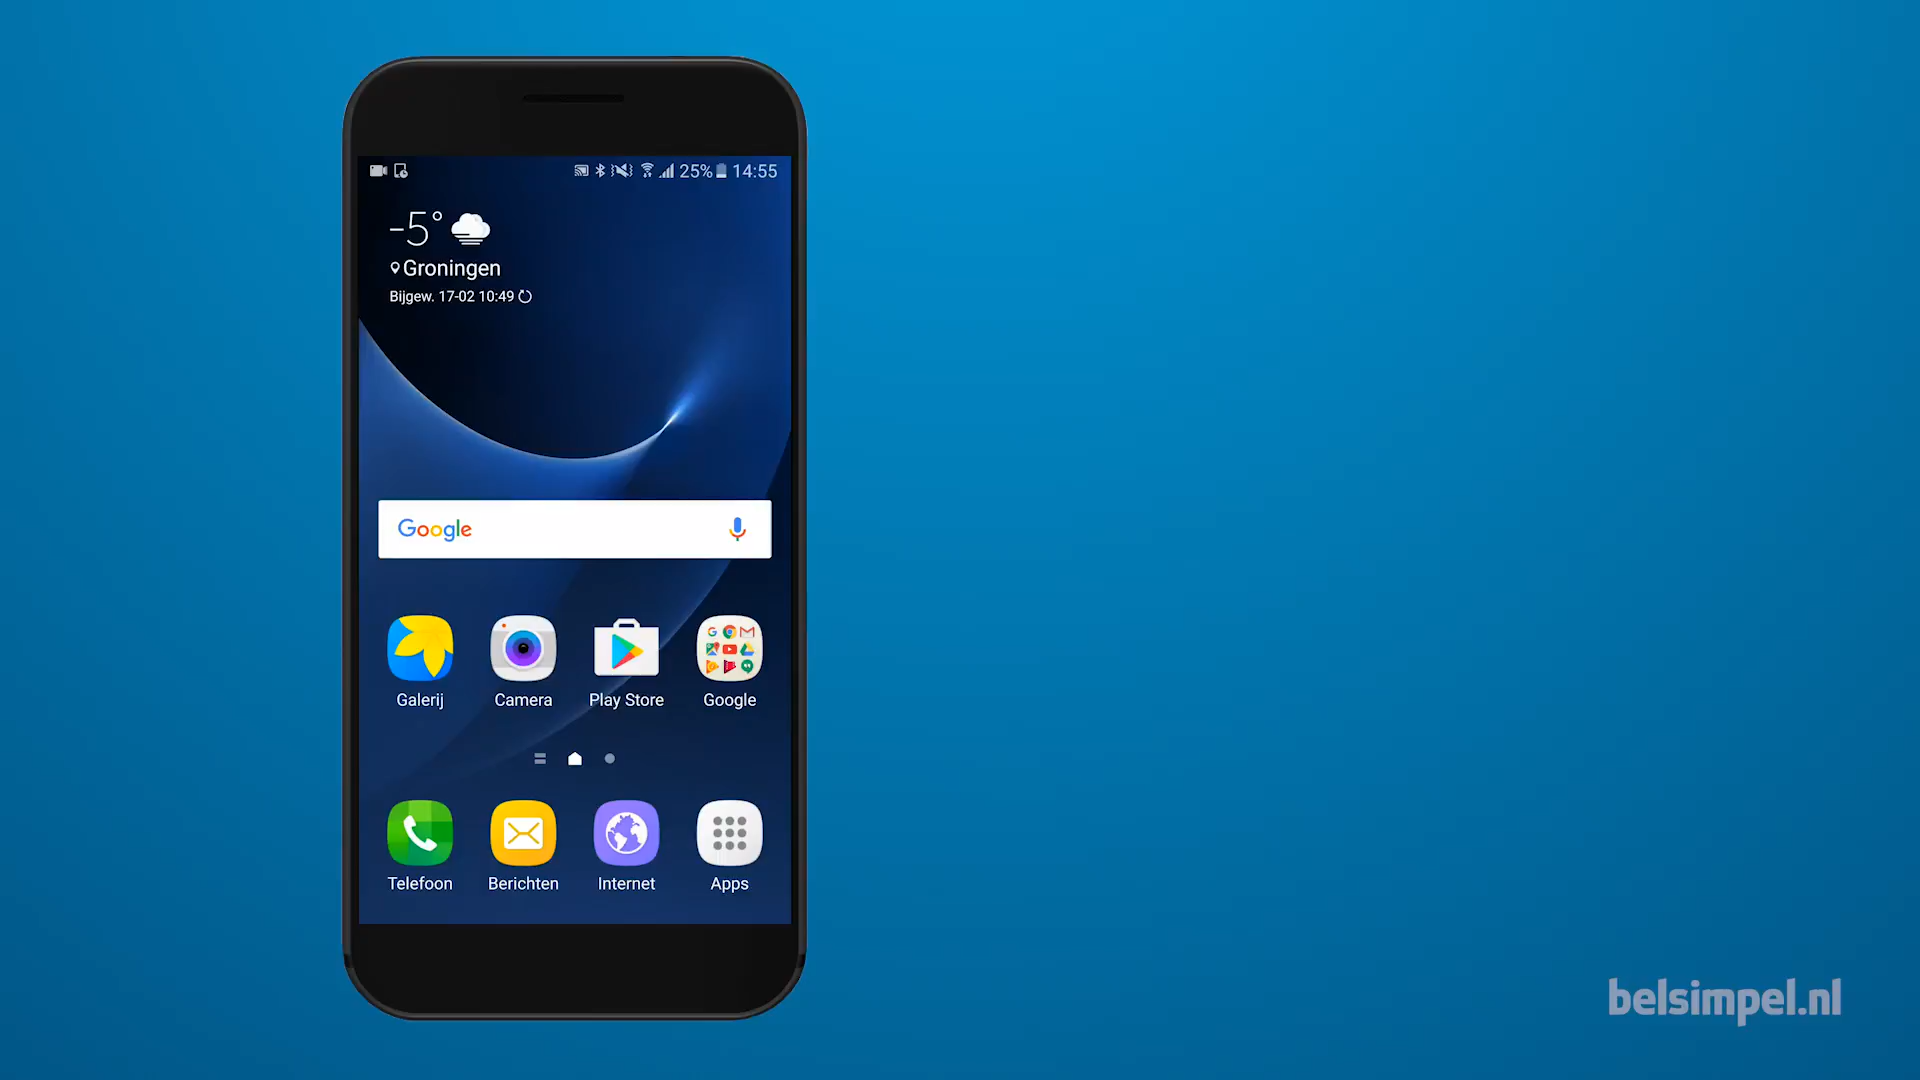 25% 14:55
-5°
Groningen
Bijgew. 17-02 10:49
Google
Galerij Camera Play Store Google
Telefoon Berichten Internet Apps
belsimpel.nl